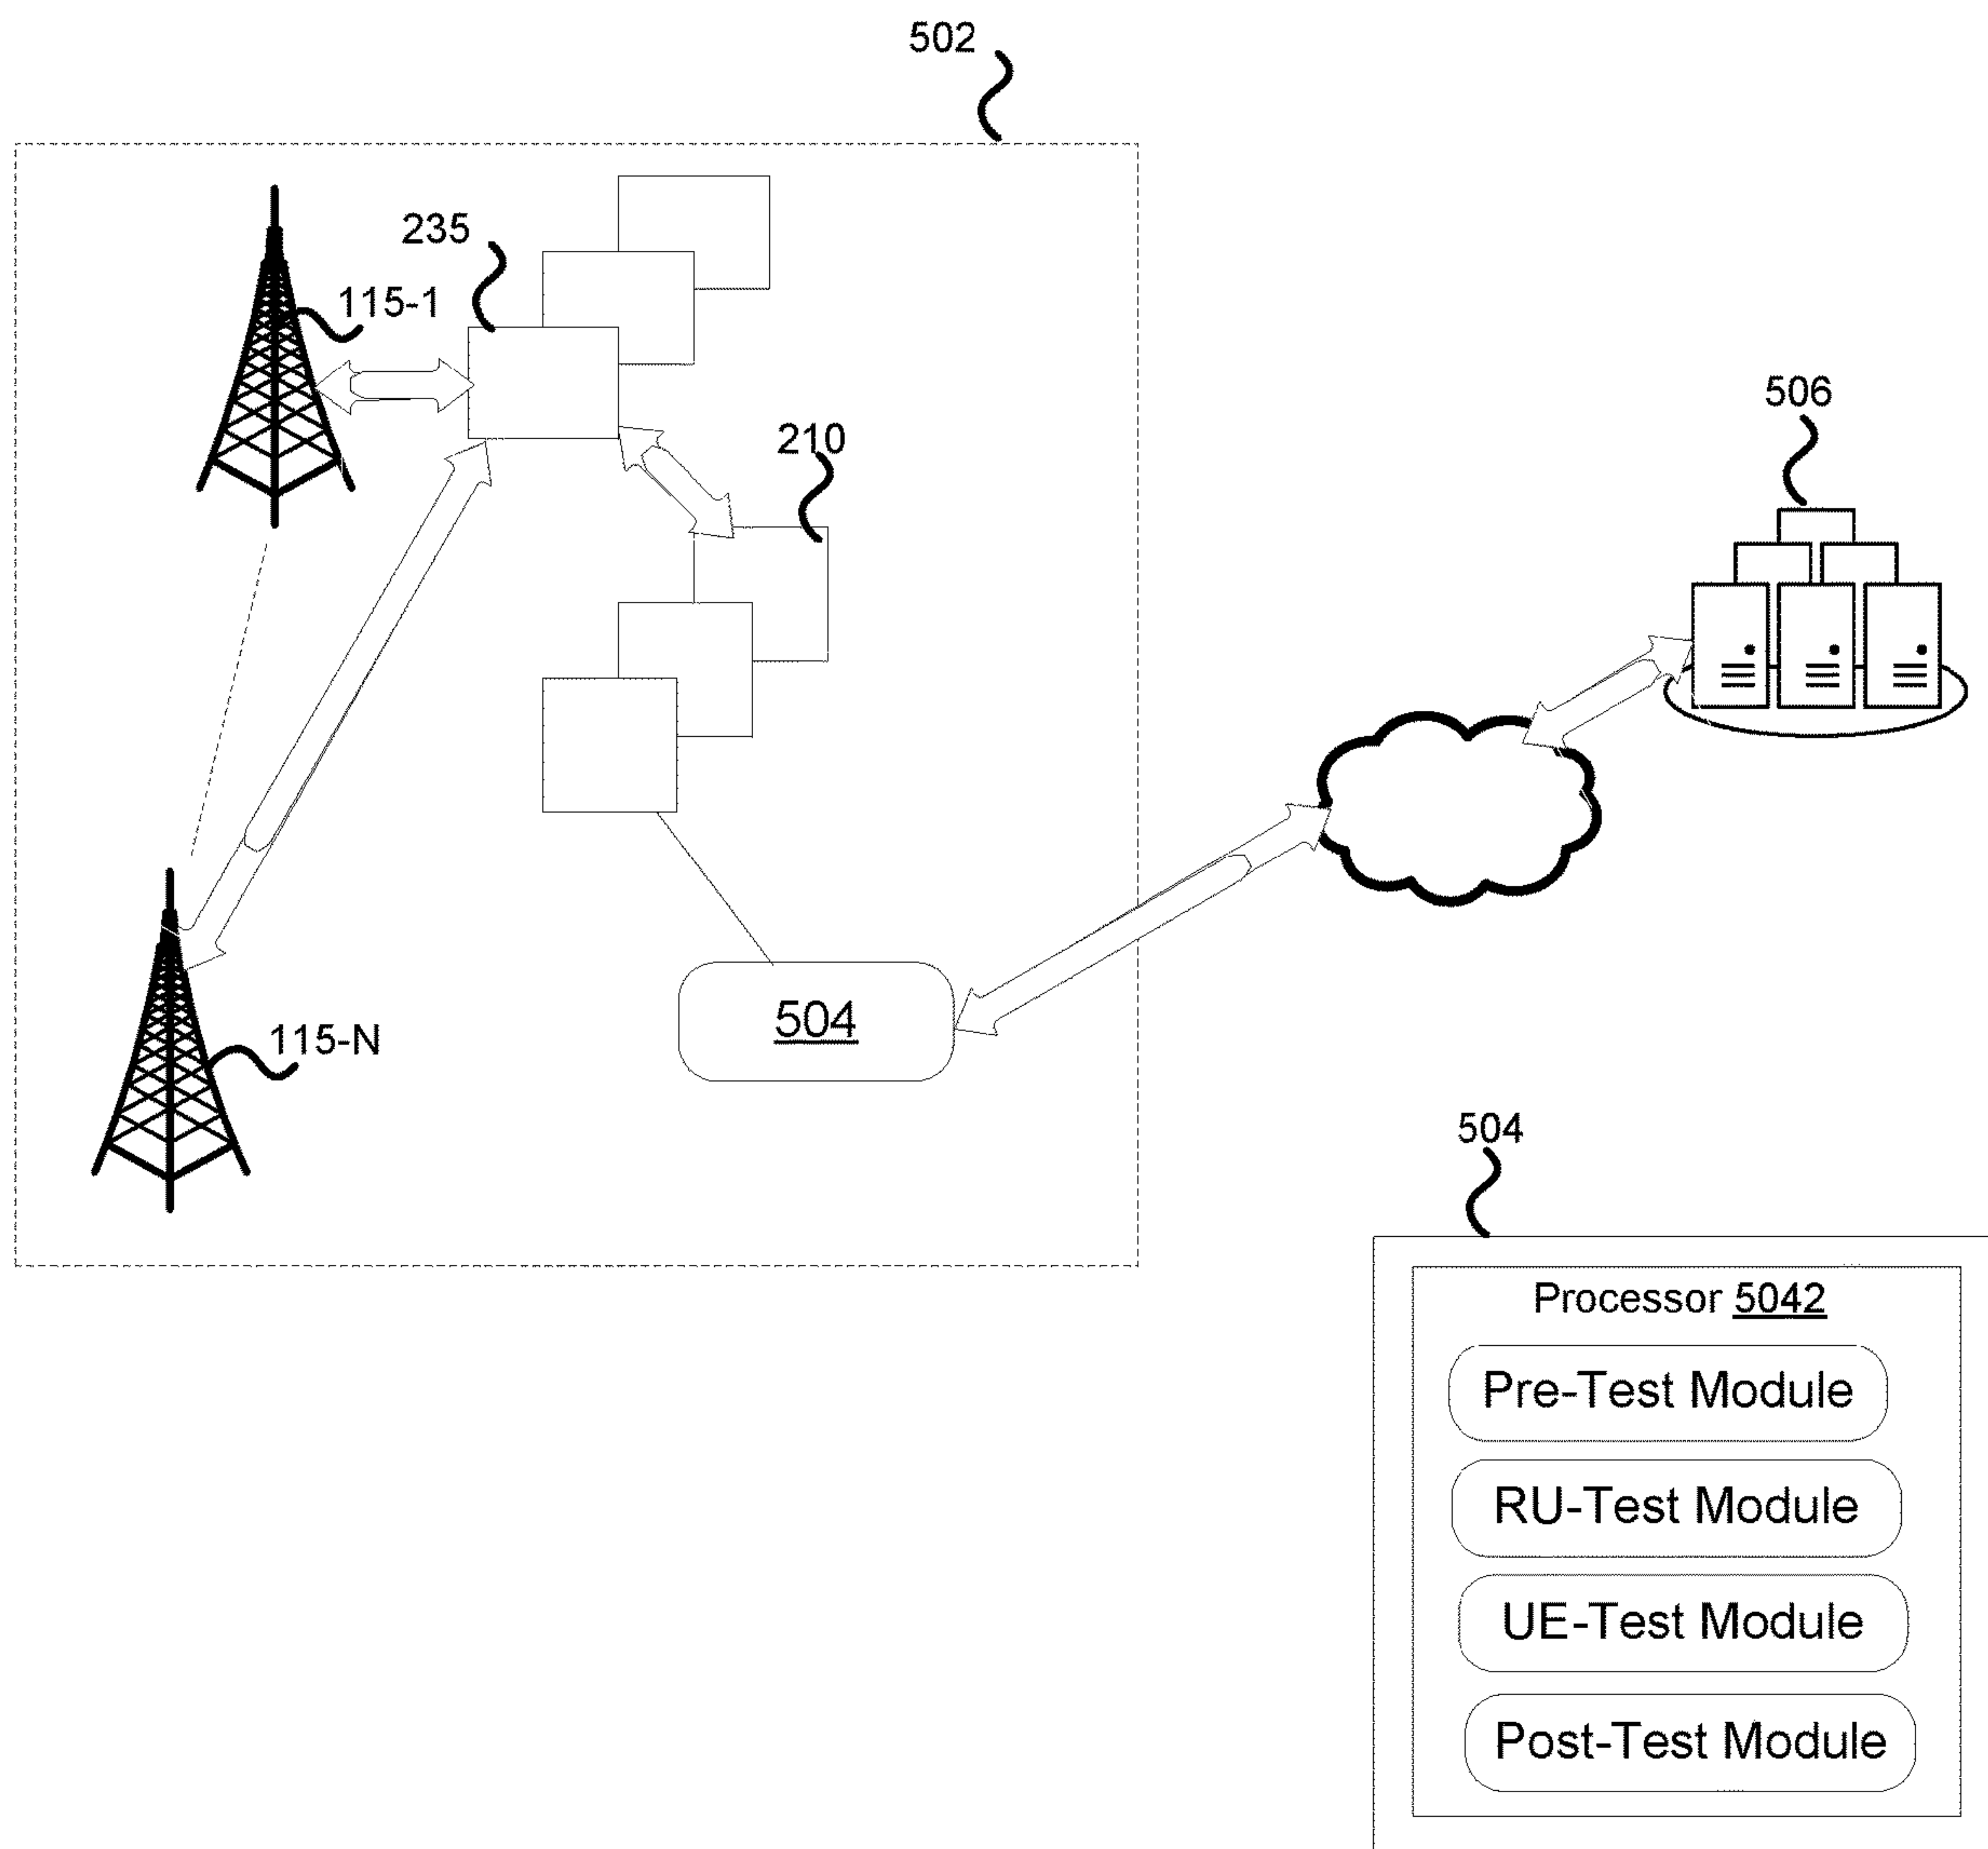 502
235
115-1
210
506
504
115-N
504
Processor 5042
Pre-Test Module
RU-Test Module
UE-Test Module
Post-Test Module